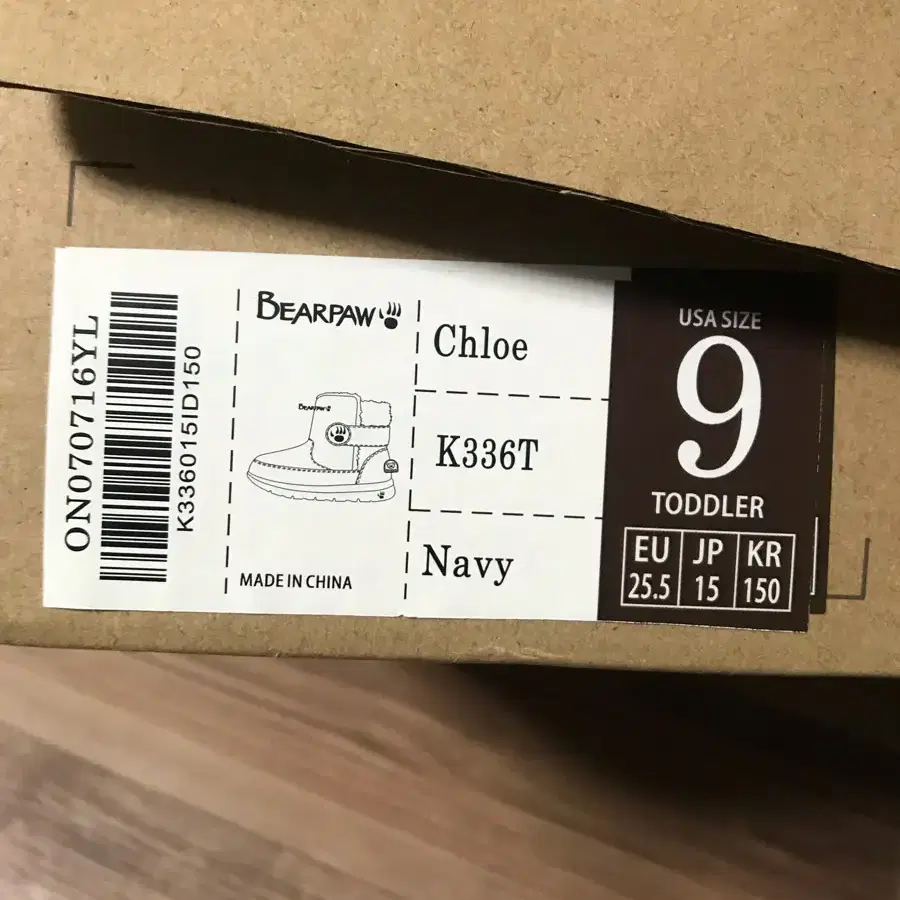 ON070716YL
K336015ID150
BEARPAW
BEARPAW
MADE IN CHINA
Chloe
K336T
Navy
USA SIZE
9
TODDLER
EU JP KR
25.5 15 150